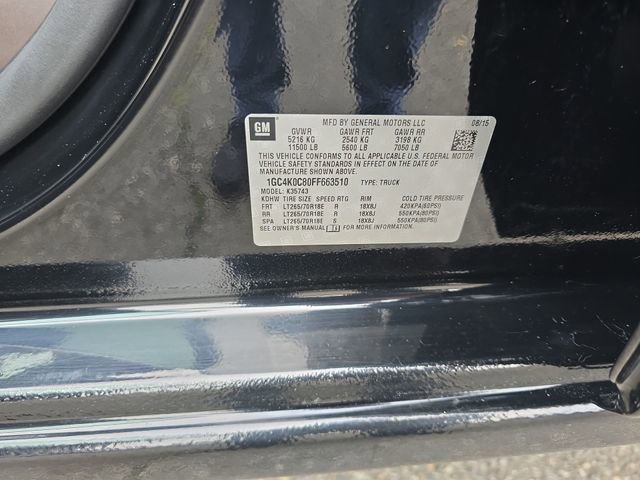 GM
MFD BY GENERAL MOTORS LLC 08/15
GVWR GAWR FRT GAWR RR
5216 KG 2540 KG 3198 KG
11500 LB 5600 LB 7050 LB
THIS VEHICLE CONFORMS TO ALL APPLICABLE U.S. FEDERAL MOTOR
VEHICLE SAFETY STANDARDS IN EFFECT ON THE DATE OF
MANUFACTURE SHOWN ABOVE.
1GC4K0C80FF663510 TYPE: TRUCK
MODEL: K35743
KDHW TIRE SIZE SPEED RTG RIM COLD TIRE PRESSURE
FRT LT265/70R18E R 18X8J 420KPA(60PSI)
RR LT265/70R18E R 18X8J 550KPA(80PSI)
SPA LT265/70R18E S 18X8J 550KPA(80PSI)
SEE OWNER'S MANUAL FOR MORE INFORMATION.